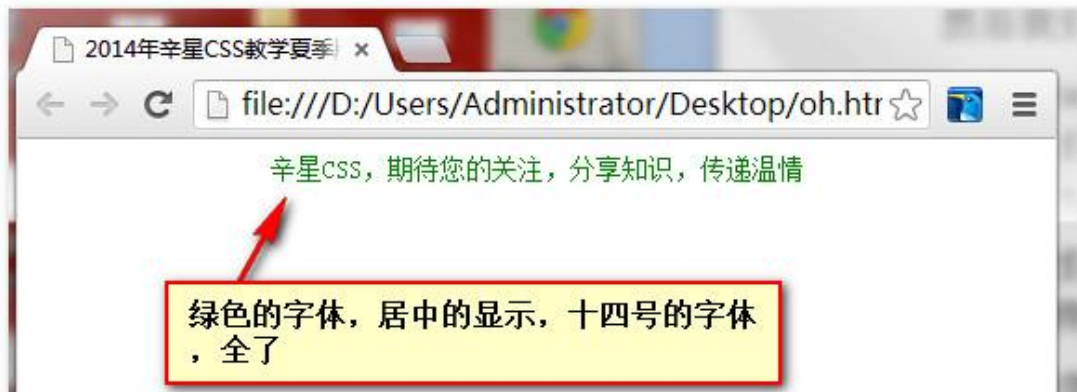 2014年辛星CSS教学夏季
file:///D:/Users/Administrator/Desktop/oh.htr
辛星CSS，期待您的关注，分享知识，传递温情
绿色的字体，居中的显示，十四号的字体
，全了